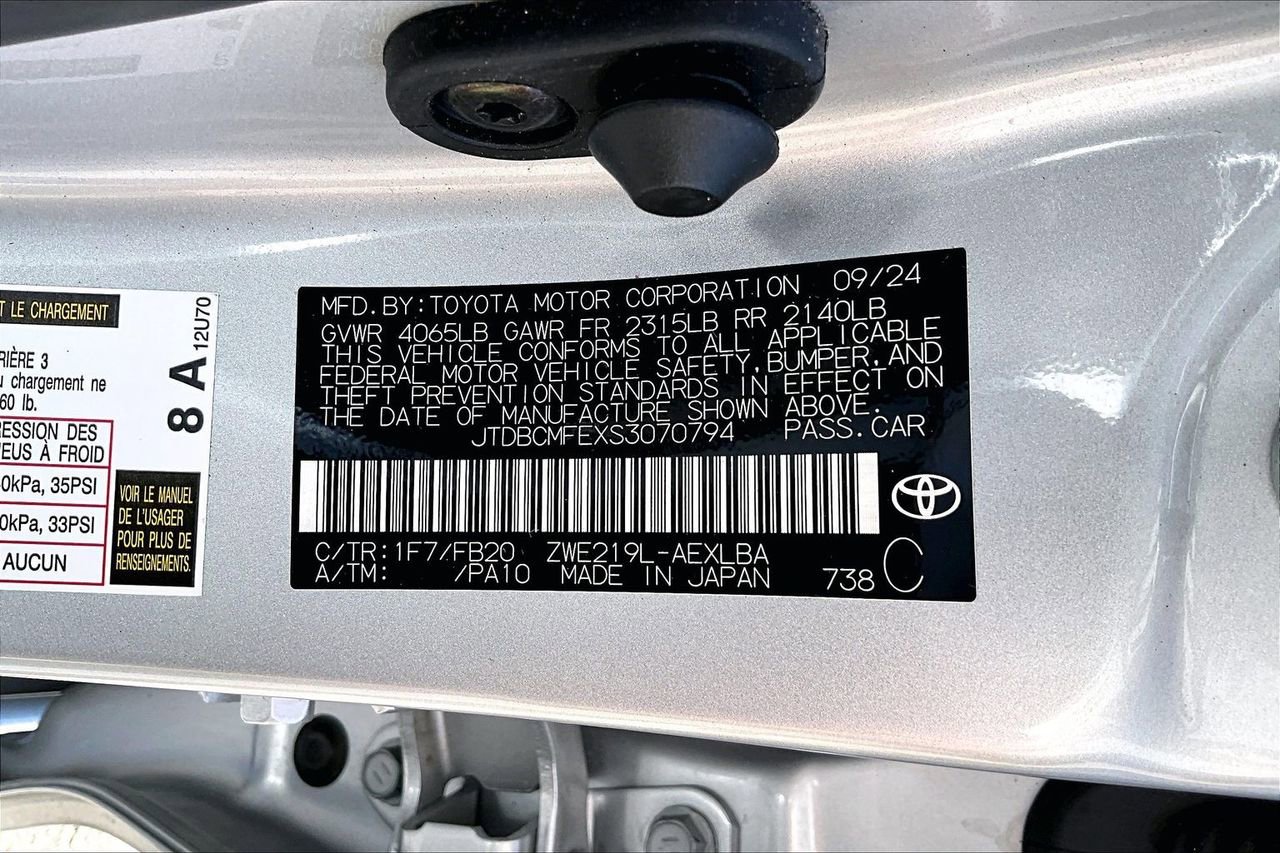 T LE CHARGEMENT
RIÈRE 3
u chargement ne
60 lb.
ESSION DES
EUS À FROID
0kPa, 35PSI
0kPa, 33PSI
AUCUN
8 A 12U70
VOIR LE MANUEL
DE L'USAGER
POUR PLUS DE
RENSEIGNEMENTS.
MFD.BY:TOYOTA MOTOR CORPORATION 09/24
GVWR 4065LB GAWR FR 2315LB RR 2140LB
THIS VEHICLE CONFORMS TO ALL APPLICABLE
FEDERAL MOTOR VEHICLE SAFETY,BUMPER,AND
THEFT PREVENTION STANDARDS IN EFFECT ON
THE DATE OF MANUFACTURE SHOWN ABOVE.
JTDBCMFEXS3070794 PASS.CAR
C/TR:1F7/FB20 ZWE219L-AEXLBA
A/TM: /PA10 MADE IN JAPAN 738 C